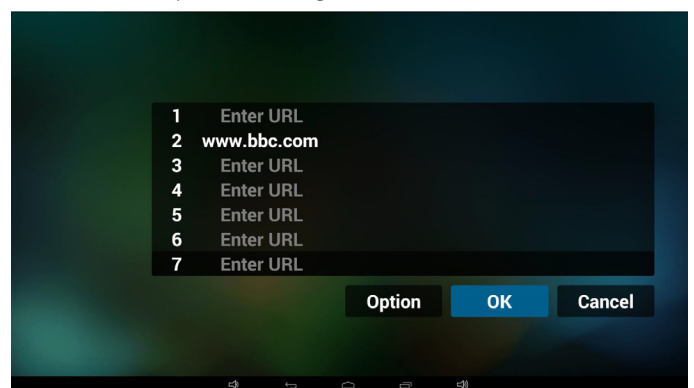 1 Enter URL
2 www.bbc.com
3 Enter URL
4 Enter URL
5 Enter URL
6 Enter URL
7 Enter URL
Option OK Cancel